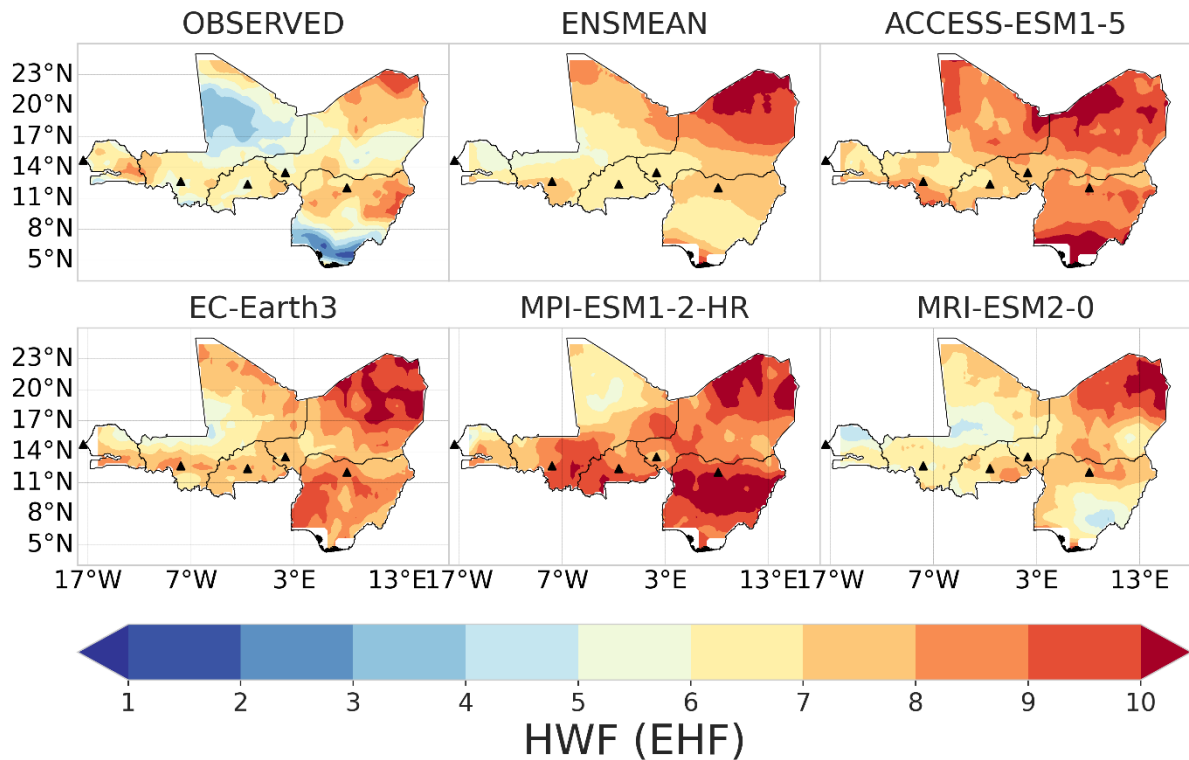 OBSERVED ENSMEAN ACCESS-ESM1-5
23°N
20°N
17°N
14°N
11°N
8°N
5°N
EC-Earth3 MPI-ESM1-2-HR MRI-ESM2-0
23°N
20°N
17°N
14°N
11°N
8°N
5°N
17°W 7°W 3°E 13°E 17°W 7°W 3°E 13°E 17°W 7°W 3°E 13°E
1 2 3 4 5 6 7 8 9 10
HWF (EHF)